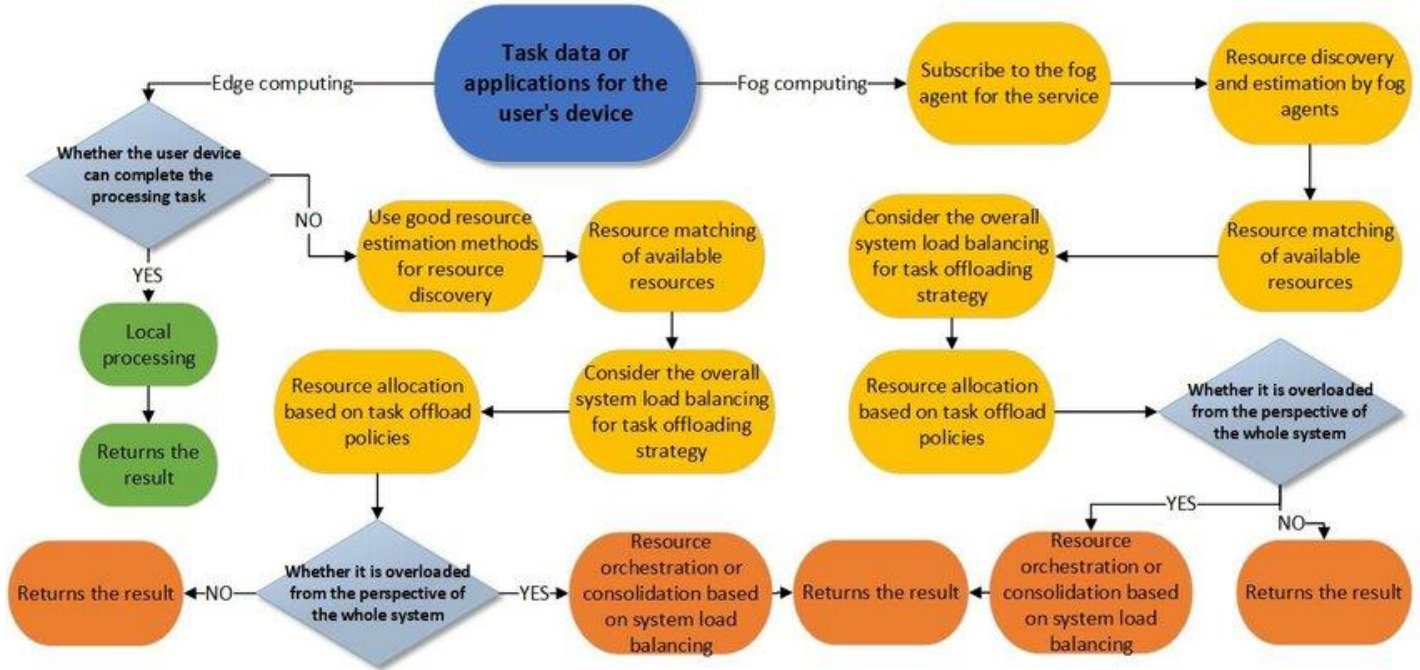 Task data or
applications for the
user's device
Edge computing
Fog computing
Subscribe to the fog
agent for the service
Resource discovery
and estimation by fog
agents
Whether the user device
can complete the
processing task
NO
YES
Use good resource
estimation methods
for resource
discovery
Resource matching
of available
resources
Consider the overall
system load balancing
for task offloading
strategy
Resource matching
of available
resources
Local
processing
Returns the
result
Resource allocation
based on task offload
policies
Consider the overall
system load balancing
for task offloading
strategy
Resource allocation
based on task offload
policies
Whether it is overloaded
from the perspective of
the whole system
YES
NO
Returns the result
NO
Whether it is overloaded
from the perspective of
the whole system
YES
Resource
orchestration or
consolidation based
on system load
balancing
Returns the result
Resource
orchestration or
consolidation based
on system load
balancing
Returns the result